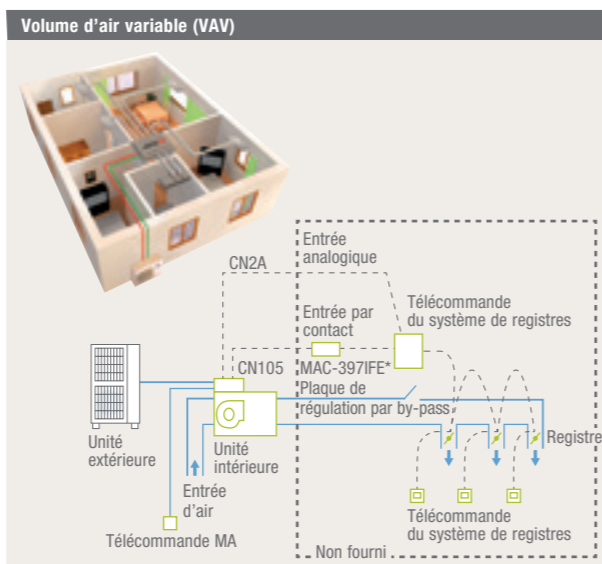 Volume d'air variable (VAV)
Entrée
analogique
CN2A
Télécommande
du système de registres
Entrée par
contact
CN105
MAC-397IFE*
Plaque de
régulation par by-pass
Unité
extérieure
Unité
intérieure
Registre
Entrée
d'air
Télécommande MA
Télécommande
du système de registres
Non fourni